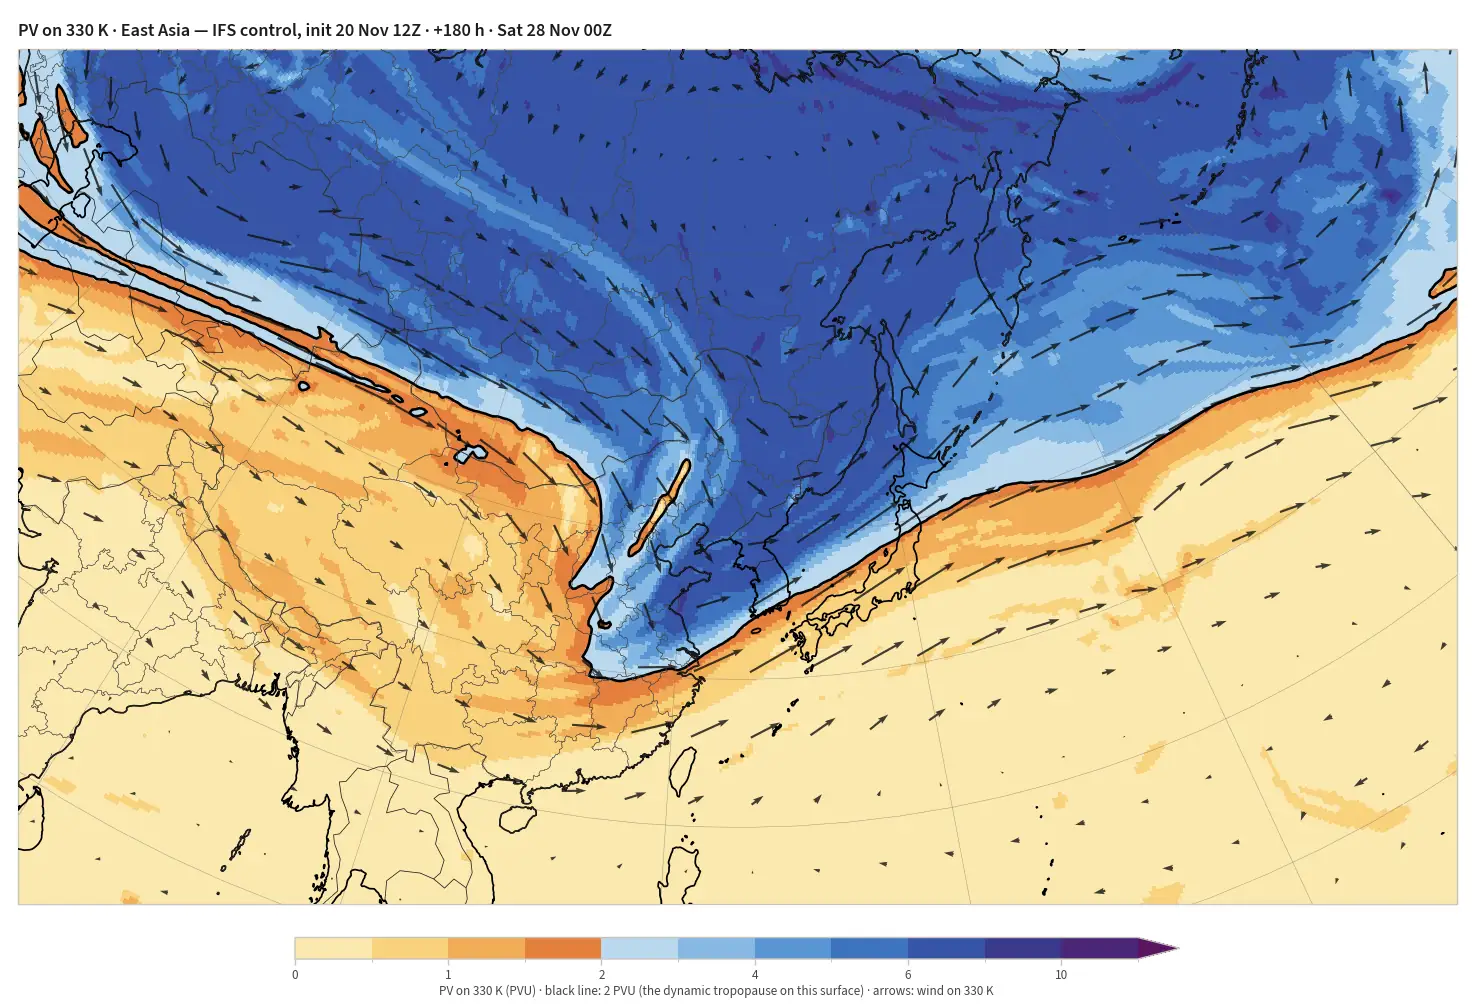 PV on 330 K · East Asia — IFS control, init 20 Nov 12Z · +180 h · Sat 28 Nov 00Z
0 1 2 4 6 10
PV on 330 K (PVU) · black line: 2 PVU (the dynamic tropopause on this surface) · arrows: wind on 330 K